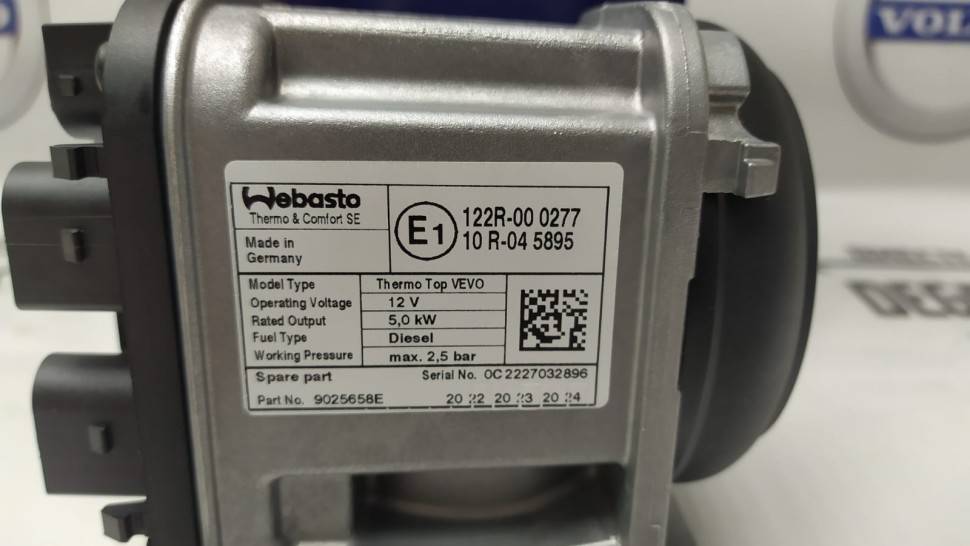 Webasto
Thermo & Comfort SE
Made in
Germany
E1
122R-00 0277
10 R-04 5895
Model Type Thermo Top VEVO
Operating Voltage 12 V
Rated Output 5,0 kW
Fuel Type Diesel
Working Pressure max. 2,5 bar
Spare part Serial No. 0C2227032896
Part No. 9025658E 20 22 20 23 20 24